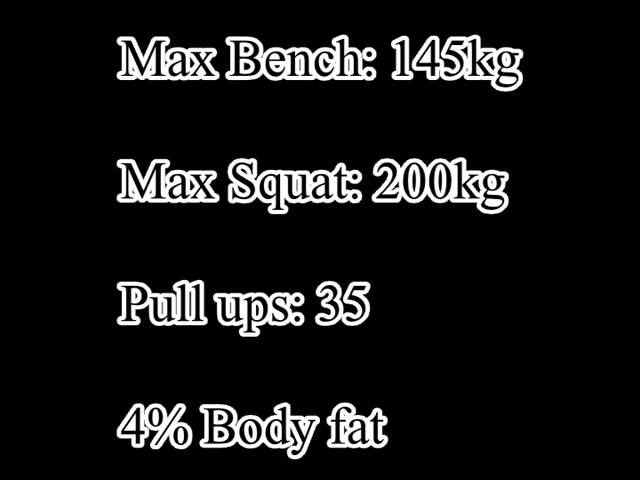 Max Bench: 145kg
Max Squat: 200kg
Pull ups: 35
4% Body fat